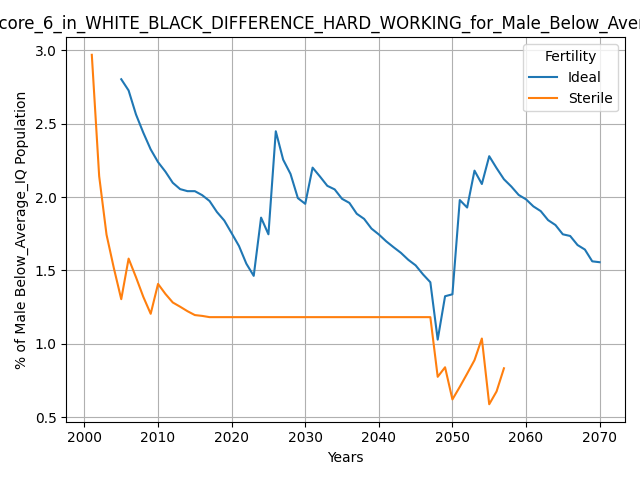 core_6_in_WHITE_BLACK_DIFFERENCE_HARD_WORKING_for_Male_Below_Aver
Fertility
Ideal
Sterile
% of Male Below_Average_IQ Population
3.0
2.5
2.0
1.5
1.0
0.5
2000 2010 2020 2030 2040 2050 2060 2070
Years